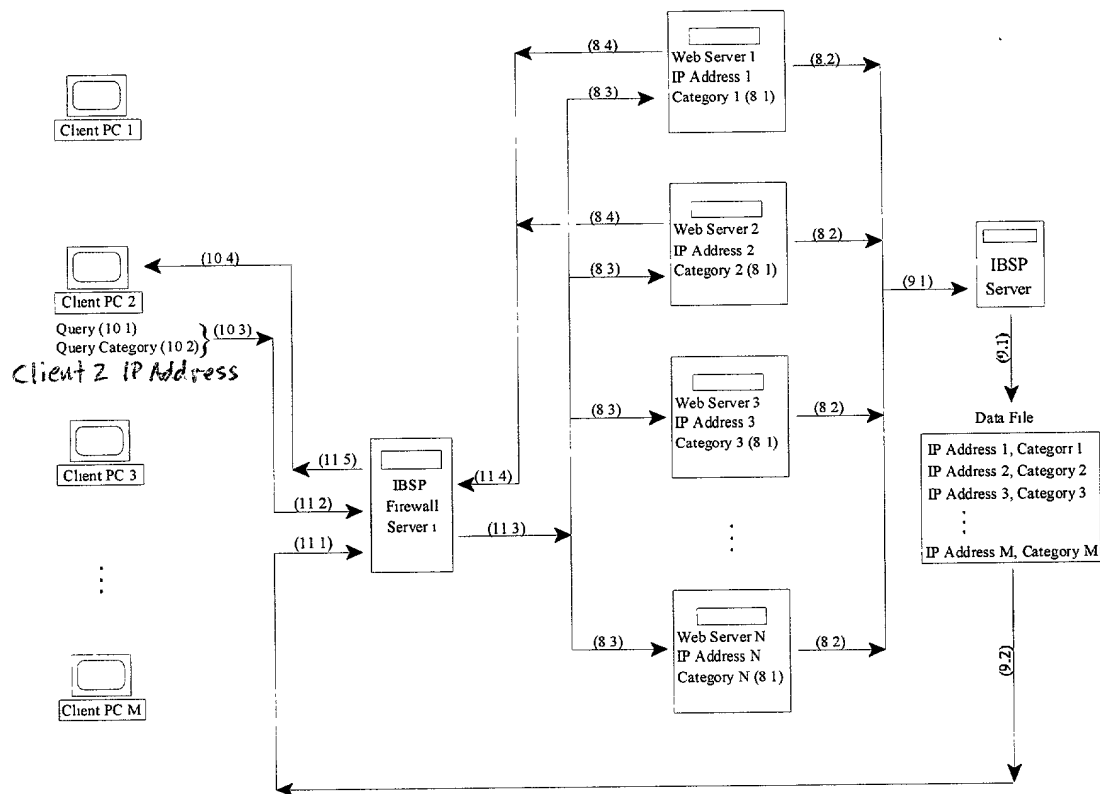 (8 4)
Web Server 1
IP Address 1
Category 1 (8 1)
(8.2)
(8 3)
Client PC 1
(8 4)
Web Server 2
IP Address 2
Category 2 (8 1)
(8 2)
(8 3)
(10 4)
Client PC 2
Query (10 1)
Query Category (10 2)
(10 3)
Client 2 IP Address
(9 1)
IBSP
Server
(9.1)
(8 3)
Web Server 3
IP Address 3
Category 3 (8 1)
(8 2)
Data File
IP Address 1, Categorr 1
IP Address 2, Category 2
IP Address 3, Category 3
IP Address M, Category M
Client PC 3
(11 5)
IBSP
Firewall
Server 1
(11 4)
(11 2)
(11 3)
(11 1)
(8 3)
Web Server N
IP Address N
Category N (8 1)
(8 2)
(9.2)
Client PC M